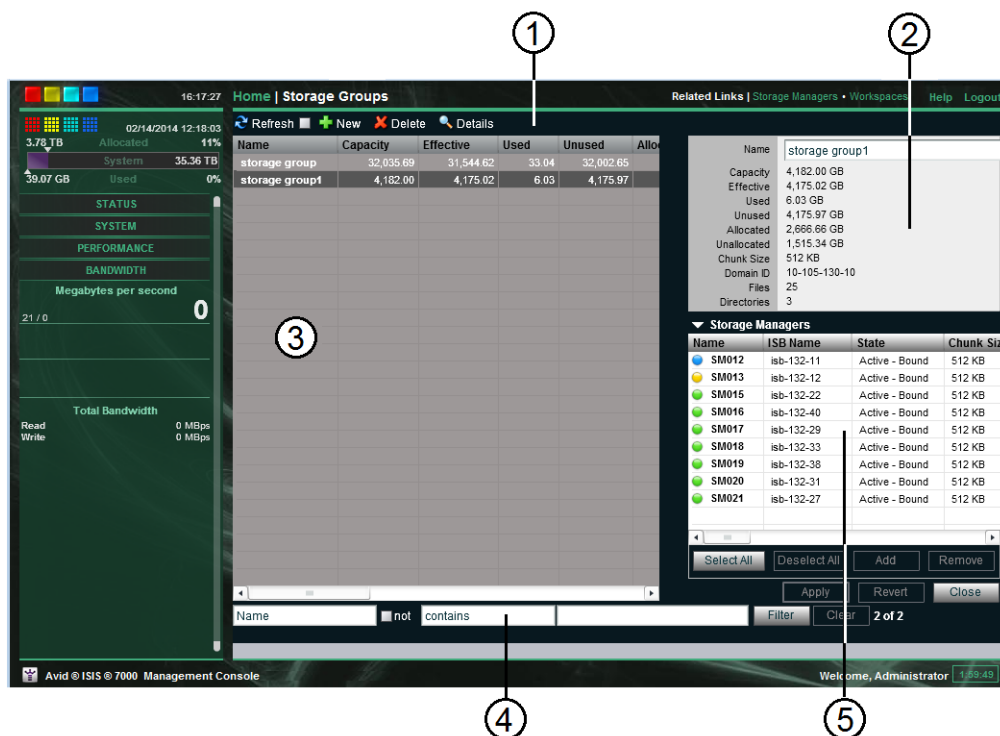 1
2
16:17:27
Home | Storage Groups
Related Links | Storage Managers • Workspaces
Help Logout
02/14/2014 12:18:03
Refresh New Delete Details
3.78 TB Allocated 11%
System 35.36 TB
39.07 GB Used 0%
STATUS
SYSTEM
PERFORMANCE
BANDWIDTH
Megabytes per second
0
21 / 0
0
Total Bandwidth
Read 0 MBps
Write 0 MBps
Name Capacity Effective Used Unused Allo
storage group 32,035.69 31,544.62 33.04 32,002.65
storage group1 4,182.00 4,175.02 6.03 4,175.97
3
Name storage group1
Capacity 4,182.00 GB
Effective 4,175.02 GB
Used 6.03 GB
Unused 4,175.97 GB
Allocated 2,666.66 GB
Unallocated 1,515.34 GB
Chunk Size 512 KB
Domain ID 10-105-130-10
Files 25
Directories 3
Storage Managers
Name ISB Name State Chunk Siz
SM012 isb-132-11 Active - Bound 512 KB
SM013 isb-132-12 Active - Bound 512 KB
SM015 isb-132-22 Active - Bound 512 KB
SM016 isb-132-40 Active - Bound 512 KB
SM017 isb-132-29 Active - Bound 512 KB
SM018 isb-132-33 Active - Bound 512 KB
SM019 isb-132-38 Active - Bound 512 KB
SM020 isb-132-31 Active - Bound 512 KB
SM021 isb-132-27 Active - Bound 512 KB
Select All Deselect All Add Remove
Apply Revert Close
Name not contains Filter Clear 2 of 2
Avid ® ISIS ® 7000 Management Console
Welcome, Administrator 1:59:49
4
5